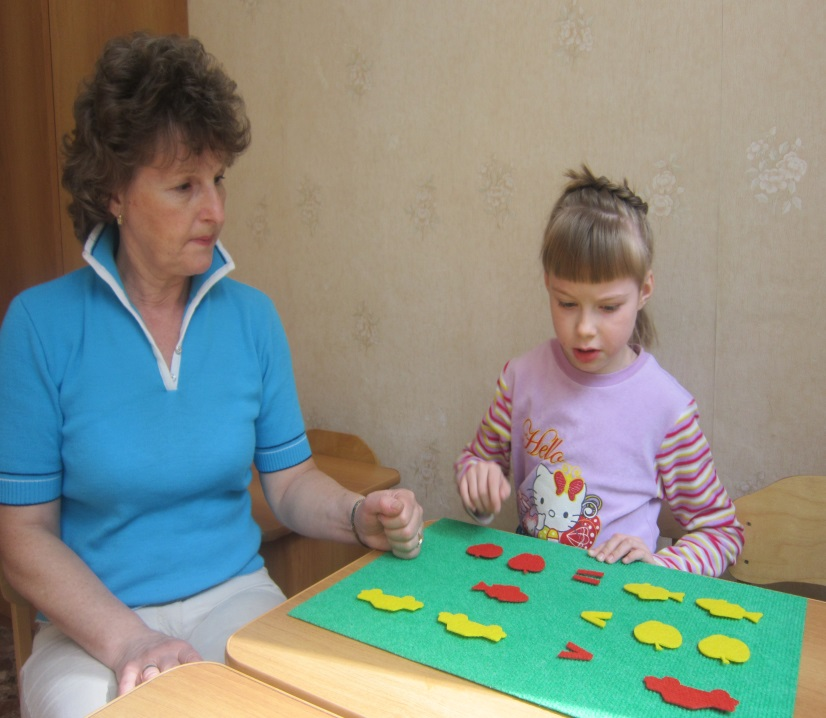 Hello
=
<
>